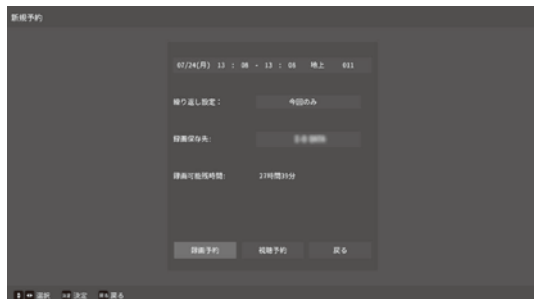 新規予約
07/24(月) 13 : 08 - 13 : 08 地上 011
繰り返し設定： 今回のみ
録画保存先:
録画可能残時間: 27時間39分
録画予約 視聴予約 戻る
選択 決定 戻る